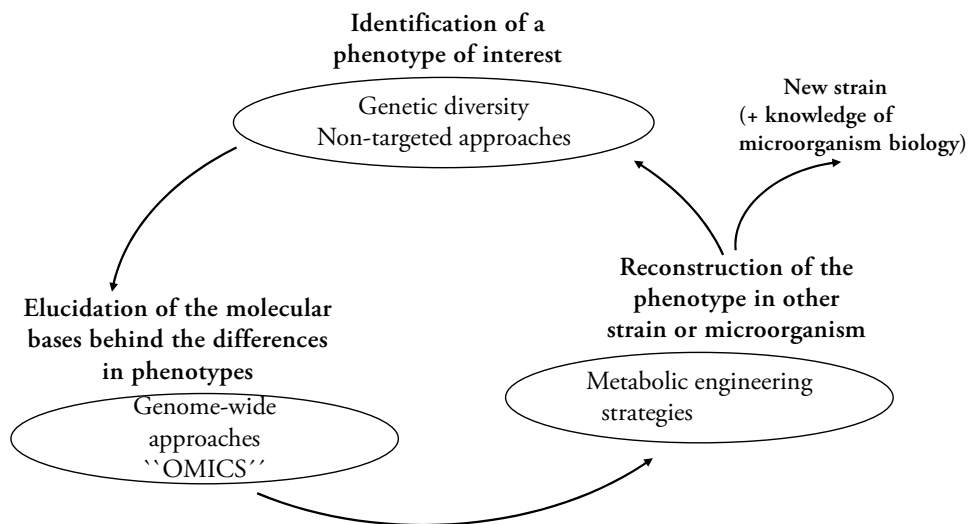 Identification of a
phenotype of interest
Genetic diversity
Non-targeted approaches
New strain
(+ knowledge of
microorganism biology)
Reconstruction of the
phenotype in other
strain or microorganism
Metabolic engineering
strategies
Elucidation of the molecular
bases behind the differences
in phenotypes
Genome-wide
approaches
``OMICS´´